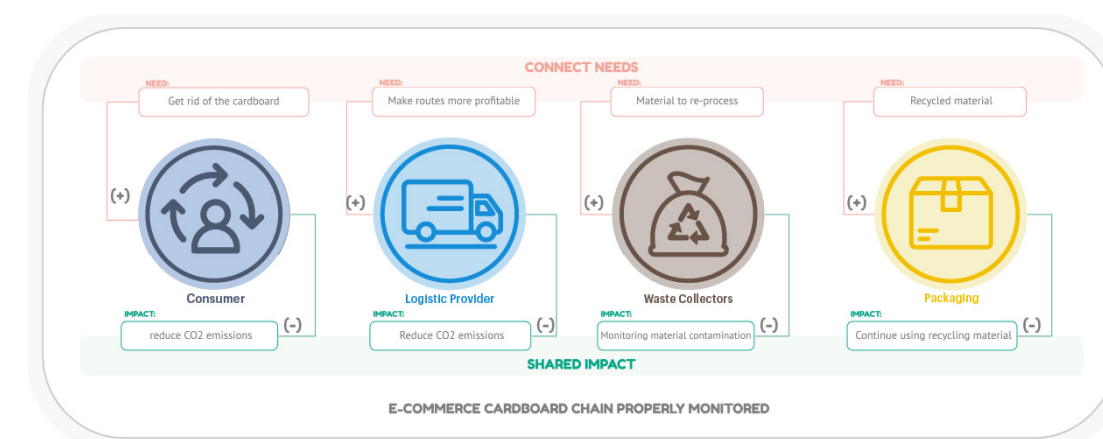 CONNECT NEEDS
NEED:
Get rid of the cardboard
NEED:
Make routes more profitable
NEED:
Material to re-process
NEED:
Recycled material
(+)
(+)
(+)
(+)
Consumer
Logistic Provider
Waste Collectors
Packaging
IMPACT:
reduce CO2 emissions
(-)
IMPACT:
Reduce CO2 emissions
(-)
IMPACT:
Monitoring material contamination
(-)
IMPACT:
Continue using recycling material
(-)
SHARED IMPACT
E-COMMERCE CARDBOARD CHAIN PROPERLY MONITORED